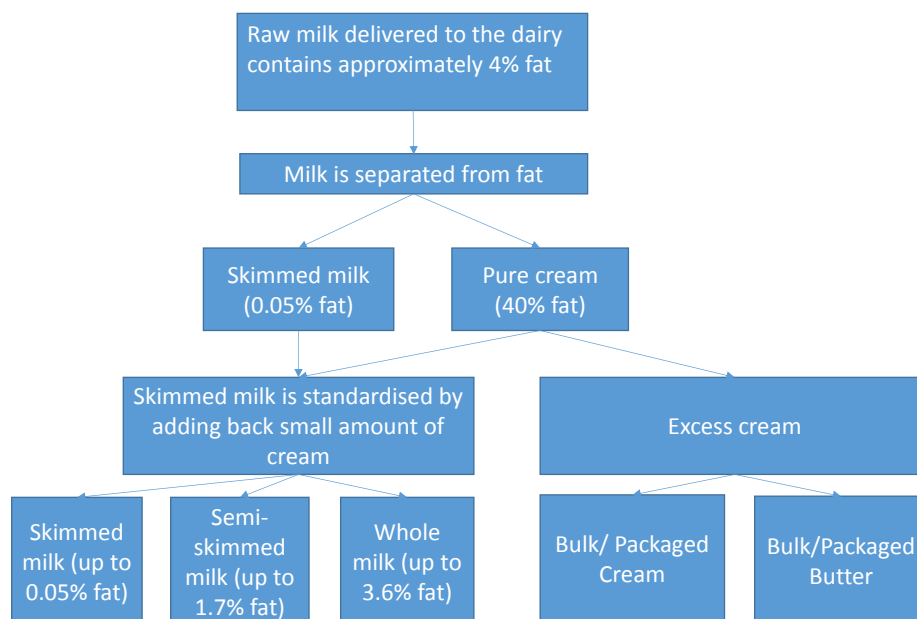 Raw milk delivered to the dairy
contains approximately 4% fat
Milk is separated from fat
Skimmed milk
(0.05% fat)
Pure cream
(40% fat)
Skimmed milk is standardised by
adding back small amount of
cream
Excess cream
Skimmed
milk (up to
0.05% fat)
Semi-
skimmed
milk (up to
1.7% fat)
Whole
milk (up to
3.6% fat)
Bulk/ Packaged
Cream
Bulk/Packaged
Butter